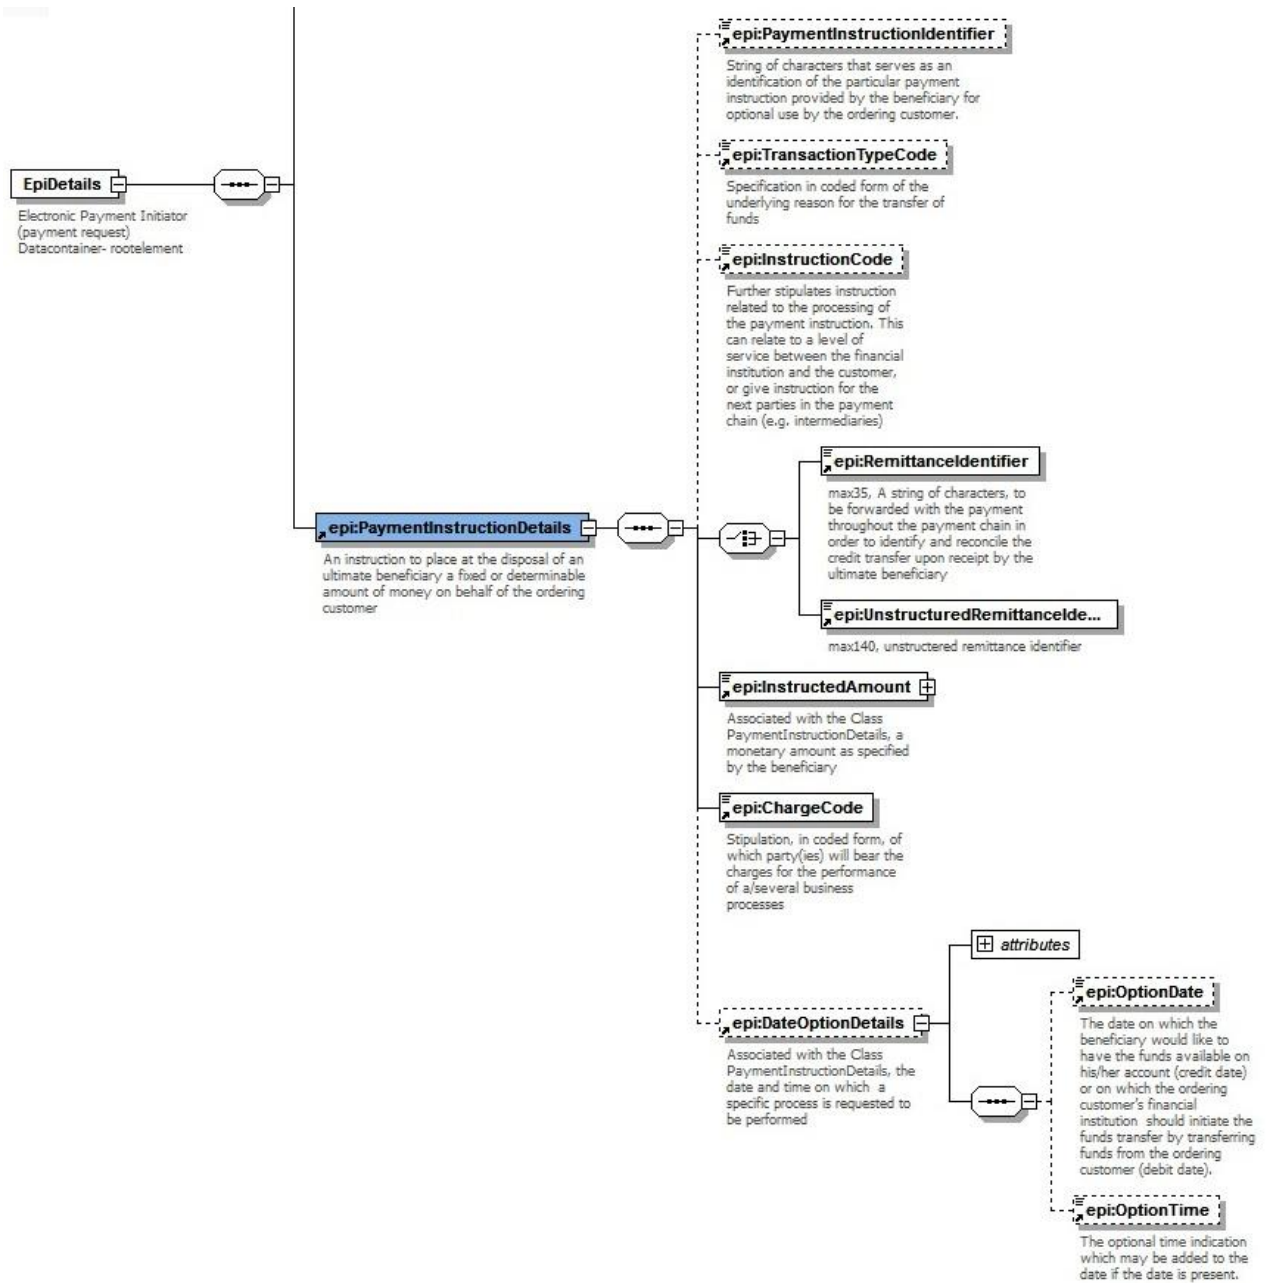 epi:PaymentInstructionIdentifier
String of characters that serves as an
identification of the particular payment
instruction provided by the beneficiary for
optional use by the ordering customer.
epi:TransactionTypeCode
Specification in coded form of the
underlying reason for the transfer of
funds
EpiDetails
Electronic Payment Initiator
(payment request)
Datacontainer- rootelement
epi:InstructionCode
Further stipulates instruction
related to the processing of
the payment instruction. This
can relate to a level of
service between the financial
institution and the customer,
or give instruction for the
next parties in the payment
chain (e.g. intermediaries)
epi:PaymentInstructionDetails
An instruction to place at the disposal of an
ultimate beneficiary a fixed or determinable
amount of money on behalf of the ordering
customer
epi:RemittanceIdentifier
max35, A string of characters, to
be forwarded with the payment
throughout the payment chain in
order to identify and reconcile the
credit transfer upon receipt by the
ultimate beneficiary
epi:UnstructuredRemittanceIde...
max140, unstructered remittance identifier
epi:InstructedAmount
Associated with the Class
PaymentInstructionDetails, a
monetary amount as specified
by the beneficiary
epi:ChargeCode
Stipulation, in coded form, of
which party(ies) will bear the
charges for the performance
of a/several business
processes
attributes
epi:DateOptionDetails
Associated with the Class
PaymentInstructionDetails, the
date and time on which a
specific process is requested to
be performed
epi:OptionDate
The date on which the
beneficiary would like to
have the funds available on
his/her account (credit date)
or on which the ordering
customer's financial
institution should initiate the
funds transfer by transferring
funds from the ordering
customer (debit date).
epi:OptionTime
The optional time indication
which may be added to the
date if the date is present.